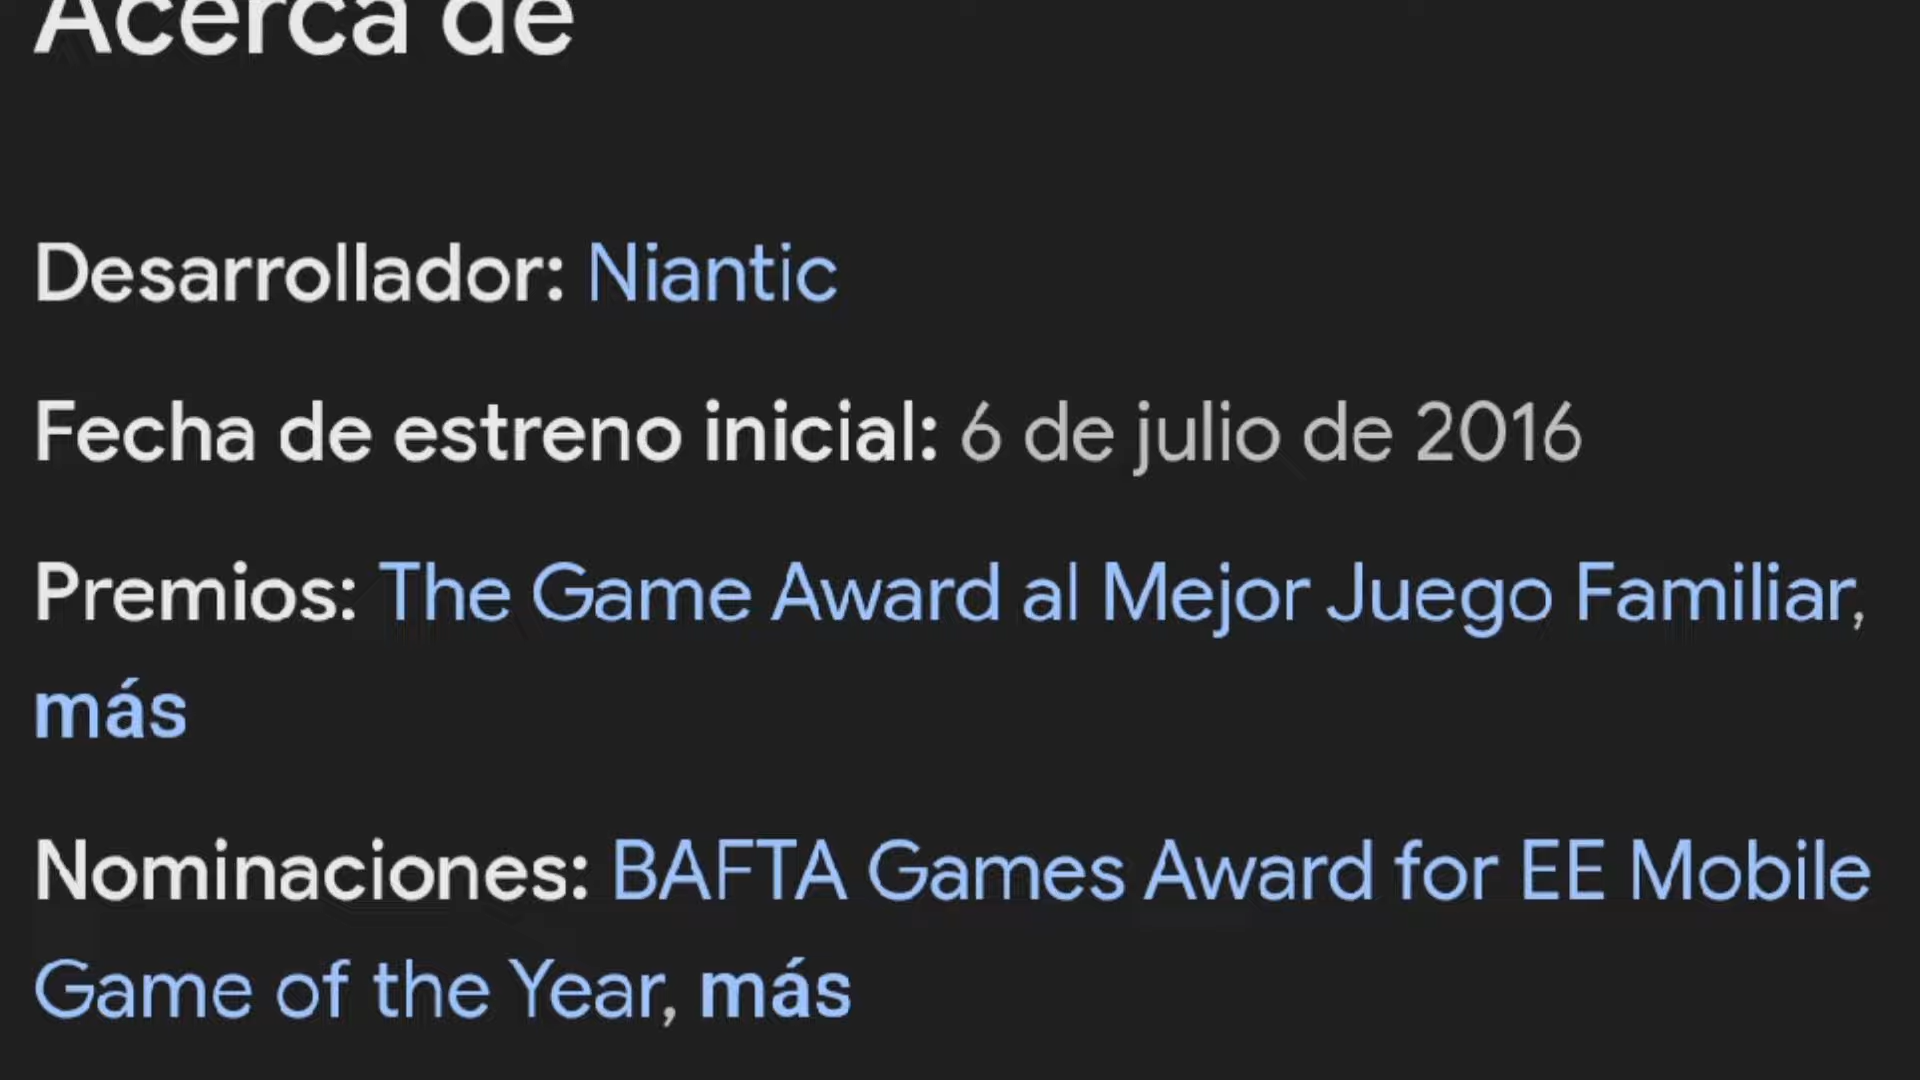 Acerca de
Desarrollador: Niantic
Fecha de estreno inicial: 6 de julio de 2016
Premios: The Game Award al Mejor Juego Familiar,
más
Nominaciones: BAFTA Games Award for EE Mobile
Game of the Year, más